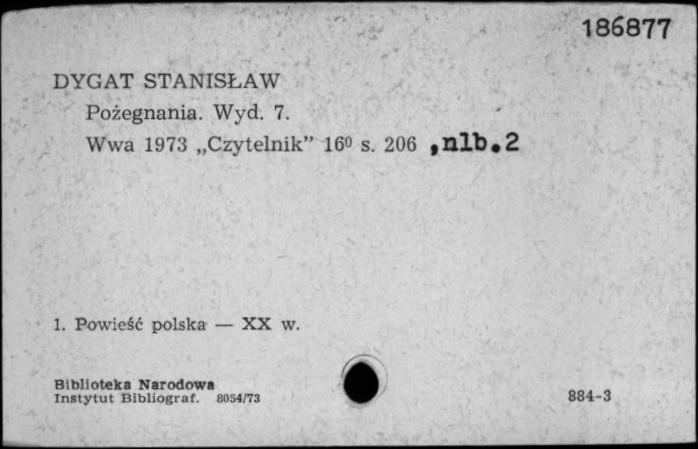 186877
DYGAT STANISŁAW
Pożegnania. Wyd. 7.
Wwa 1973 „Czytelnik” 16⁰ s. 206 ,nlb.2
1. Powieść polska — XX w.
Biblioteka Narodowa
Instytut Bibliograf. 8054/73
884-3